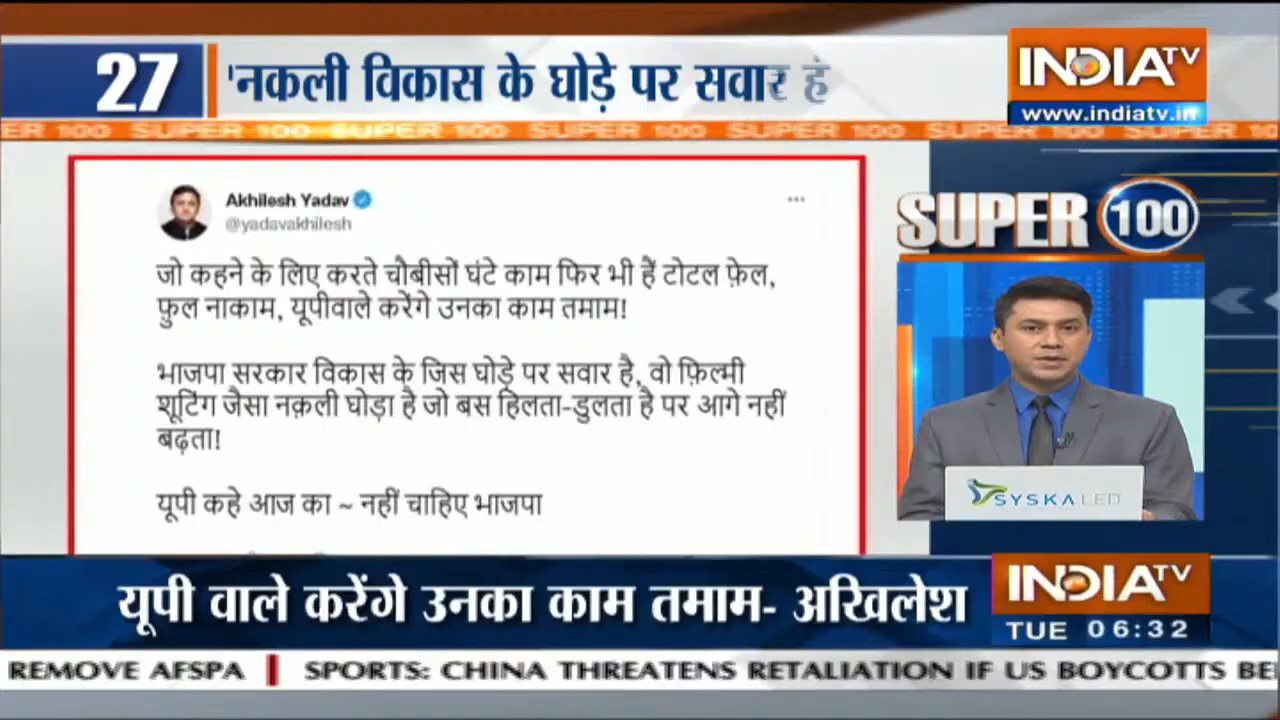 27
'नकली विकास के घोड़े पर सवार
INDIA TV
www.indiatv.in
SUPER 100 SUPER 100 SUPER 100 SUPER 100 SUPER 100 SUPER
Akhilesh Yadav
@yadavakhilesh
जो कहने के लिए करते चौबीसों घंटे काम फिर भी हैं टोटल फ़ेल,
फ़ुल नाकाम, यूपीवाले करेंगे उनका काम तमाम!
भाजपा सरकार विकास के जिस घोड़े पर सवार है, वो फ़िल्मी
शूटिंग जैसा नक़ली घोड़ा है जो बस हिलता-डुलता है पर आगे नहीं
बढ़ता!
यूपी कहे आज का ~ नहीं चाहिए भाजपा
SUPER 100
SYSKA LED
यूपी वाले करेंगे उनका काम तमाम- अखिलेश
INDIA TV
TUE 06:32
REMOVE AFSPA | SPORTS: CHINA THREATENS RETALIATION IF US BOYCOTTS BE